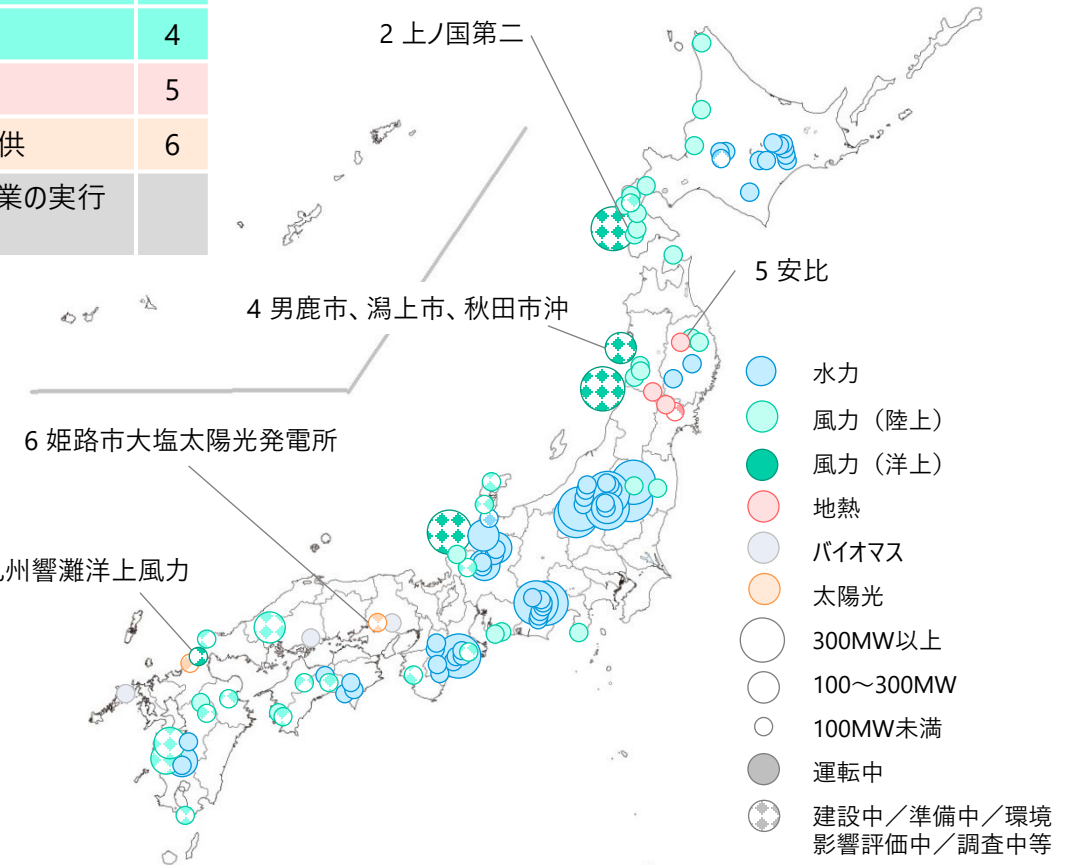 4
5
供
6
業の実行
2 上ノ国第二
5 安比
4 男鹿市、潟上市、秋田市沖
6 姫路市大塩太陽光発電所
州響灘洋上風力
水力
風力（陸上）
風力（洋上）
地熱
バイオマス
太陽光
300MW以上
100～300MW
100MW未満
運転中
建設中／準備中／環境
影響評価中／調査中等